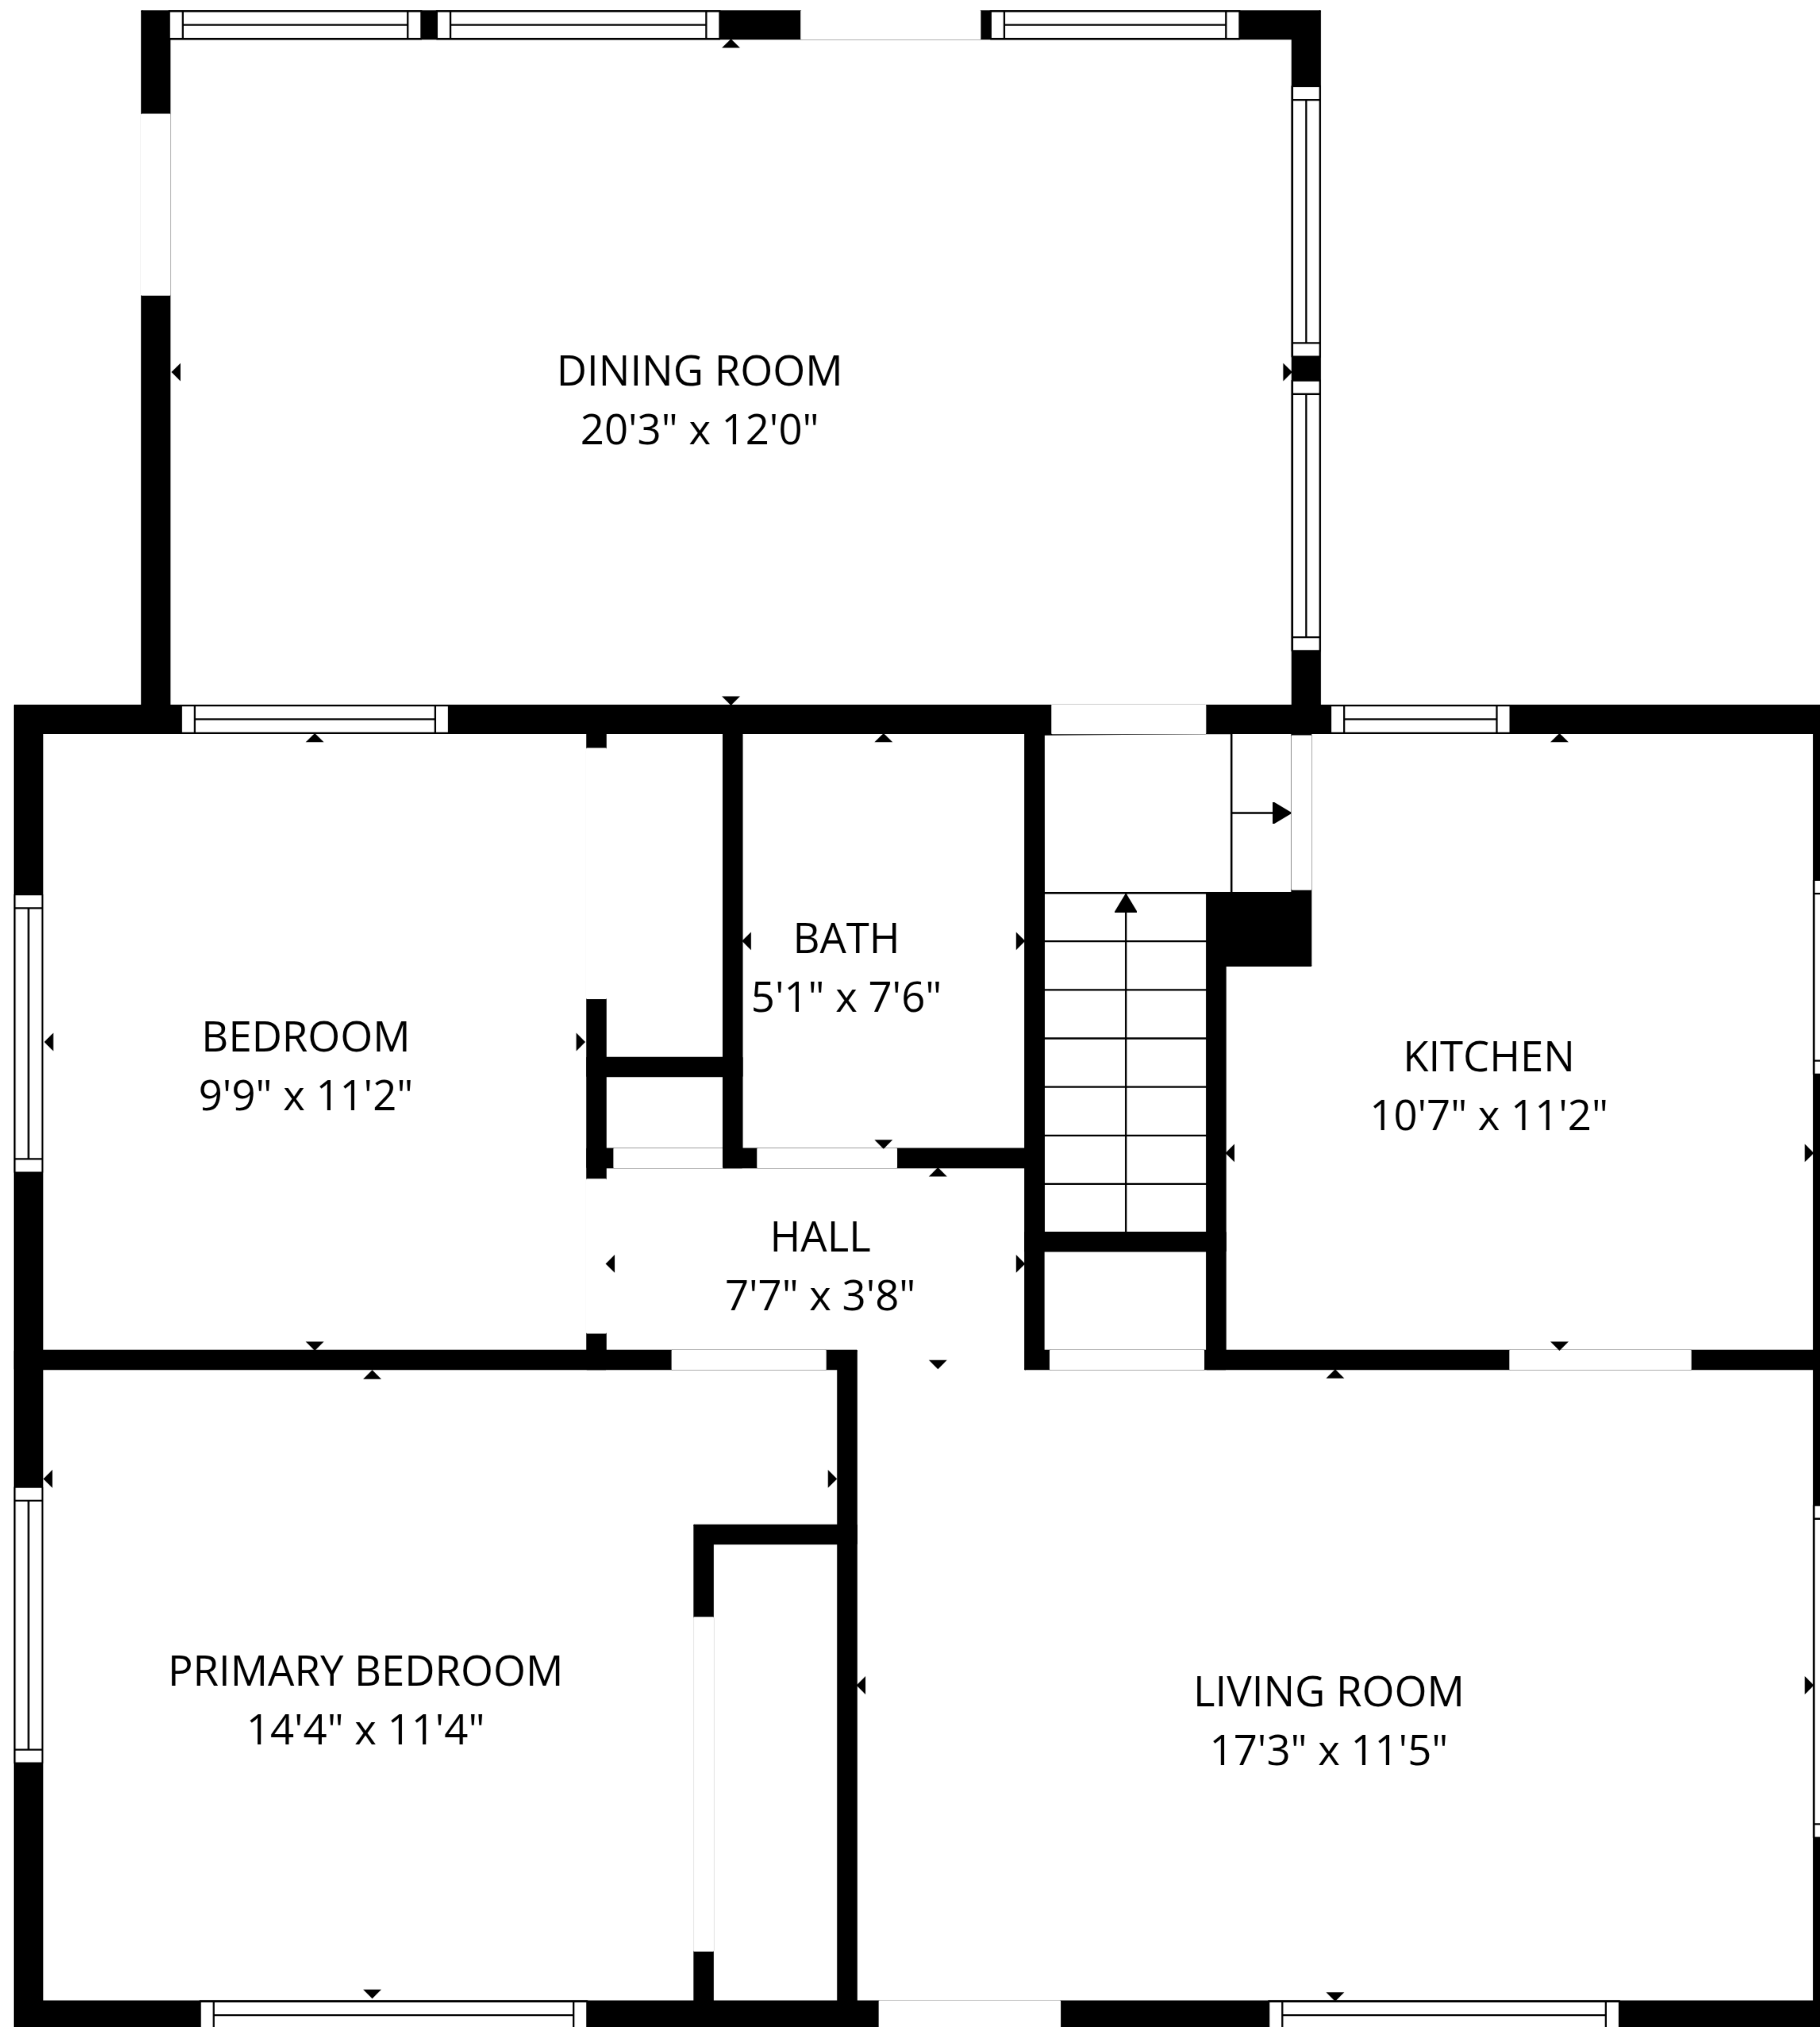 DINING ROOM
20'3" x 12'0"
BATH
5'1" x 7'6"
BEDROOM
9'9" x 11'2"
KITCHEN
10'7" x 11'2"
HALL
7'7" x 3'8"
PRIMARY BEDROOM
14'4" x 11'4"
LIVING ROOM
17'3" x 11'5"